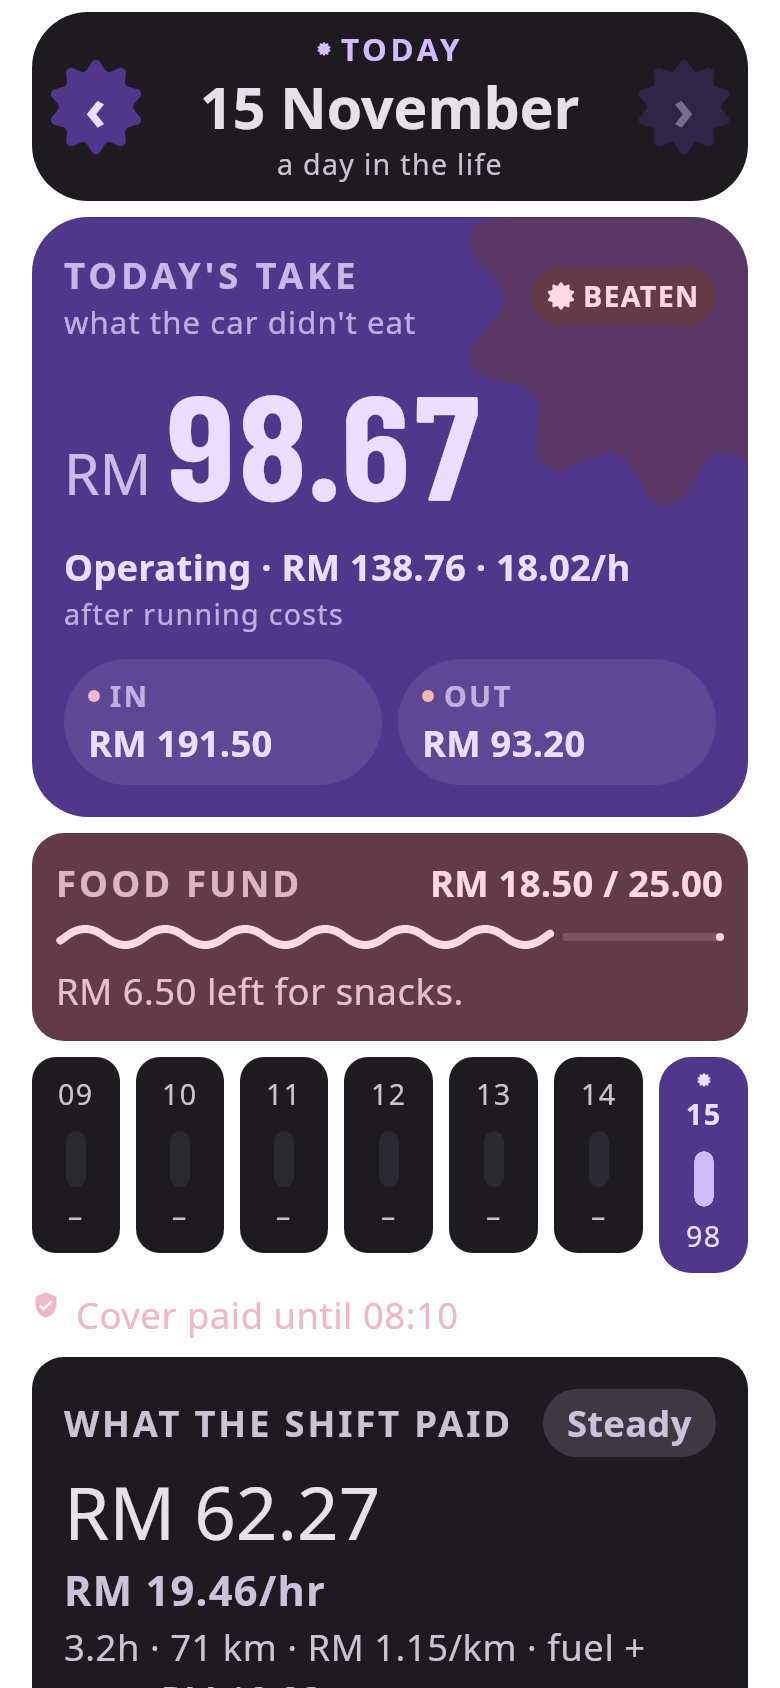 TODAY
‹
15 November
›
a day in the life
TODAY'S TAKE
BEATEN
what the car didn't eat
RM 98.67
Operating · RM 138.76 · 18.02/h
after running costs
IN
RM 191.50
OUT
RM 93.20
FOOD FUND
RM 18.50 / 25.00
RM 6.50 left for snacks.
09 10 11 12 13 14 15
– – – – – – 98
Cover paid until 08:10
WHAT THE SHIFT PAID
Steady
RM 62.27
RM 19.46/hr
3.2h · 71 km · RM 1.15/km · fuel +